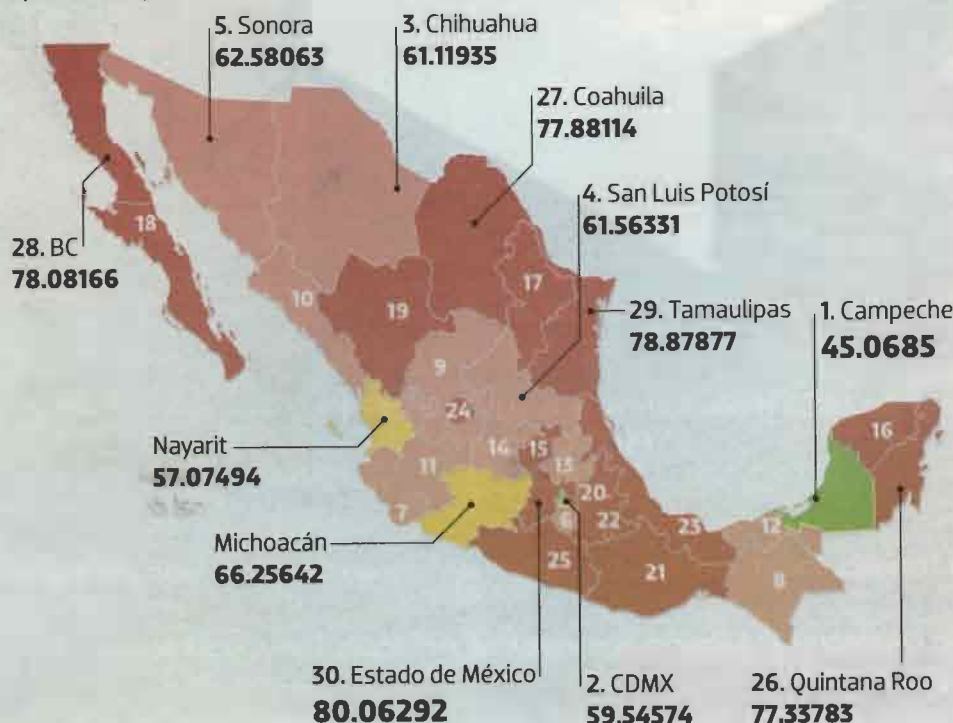 5. Sonora
62.58063
3. Chihuahua
61.11935
27. Coahuila
77.88114
4. San Luis Potosí
61.56331
28. BC
78.08166
18
10
19
17
29. Tamaulipas
78.87877
1. Campeche
45.0685
9
24
16
Nayarit
57.07494
14
15
11
13
20
7
6
22
23
12
Michoacán
66.25642
25
21
8
30. Estado de México
80.06292
2. CDMX
59.54574
26. Quintana Roo
77.33783